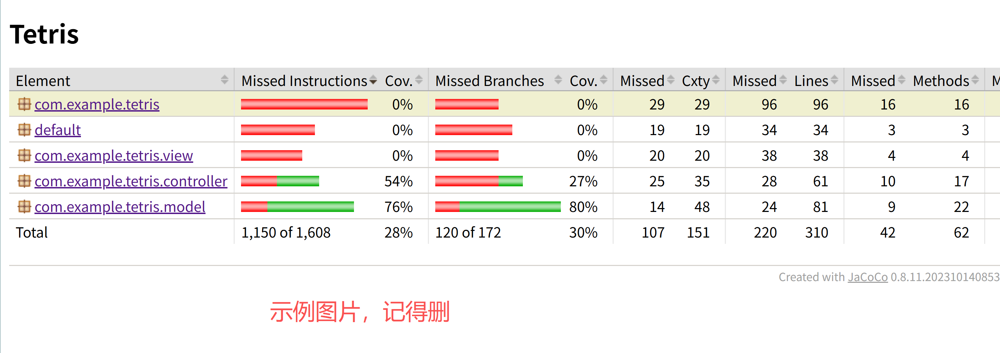 Tetris
Element Missed Instructions Cov. Missed Branches Cov. Missed Cxty Missed Lines Missed Methods M
com.example.tetris 0% 0% 29 29 96 96 16 16
default 0% 0% 19 19 34 34 3 3
com.example.tetris.view 0% 0% 20 20 38 38 4 4
com.example.tetris.controller 54% 27% 25 35 28 61 10 17
com.example.tetris.model 76% 80% 14 48 24 81 9 22
Total 1,150 of 1,608 28% 120 of 172 30% 107 151 220 310 42 62
Created with JaCoCo 0.8.11.202310140853
示例图片，记得删